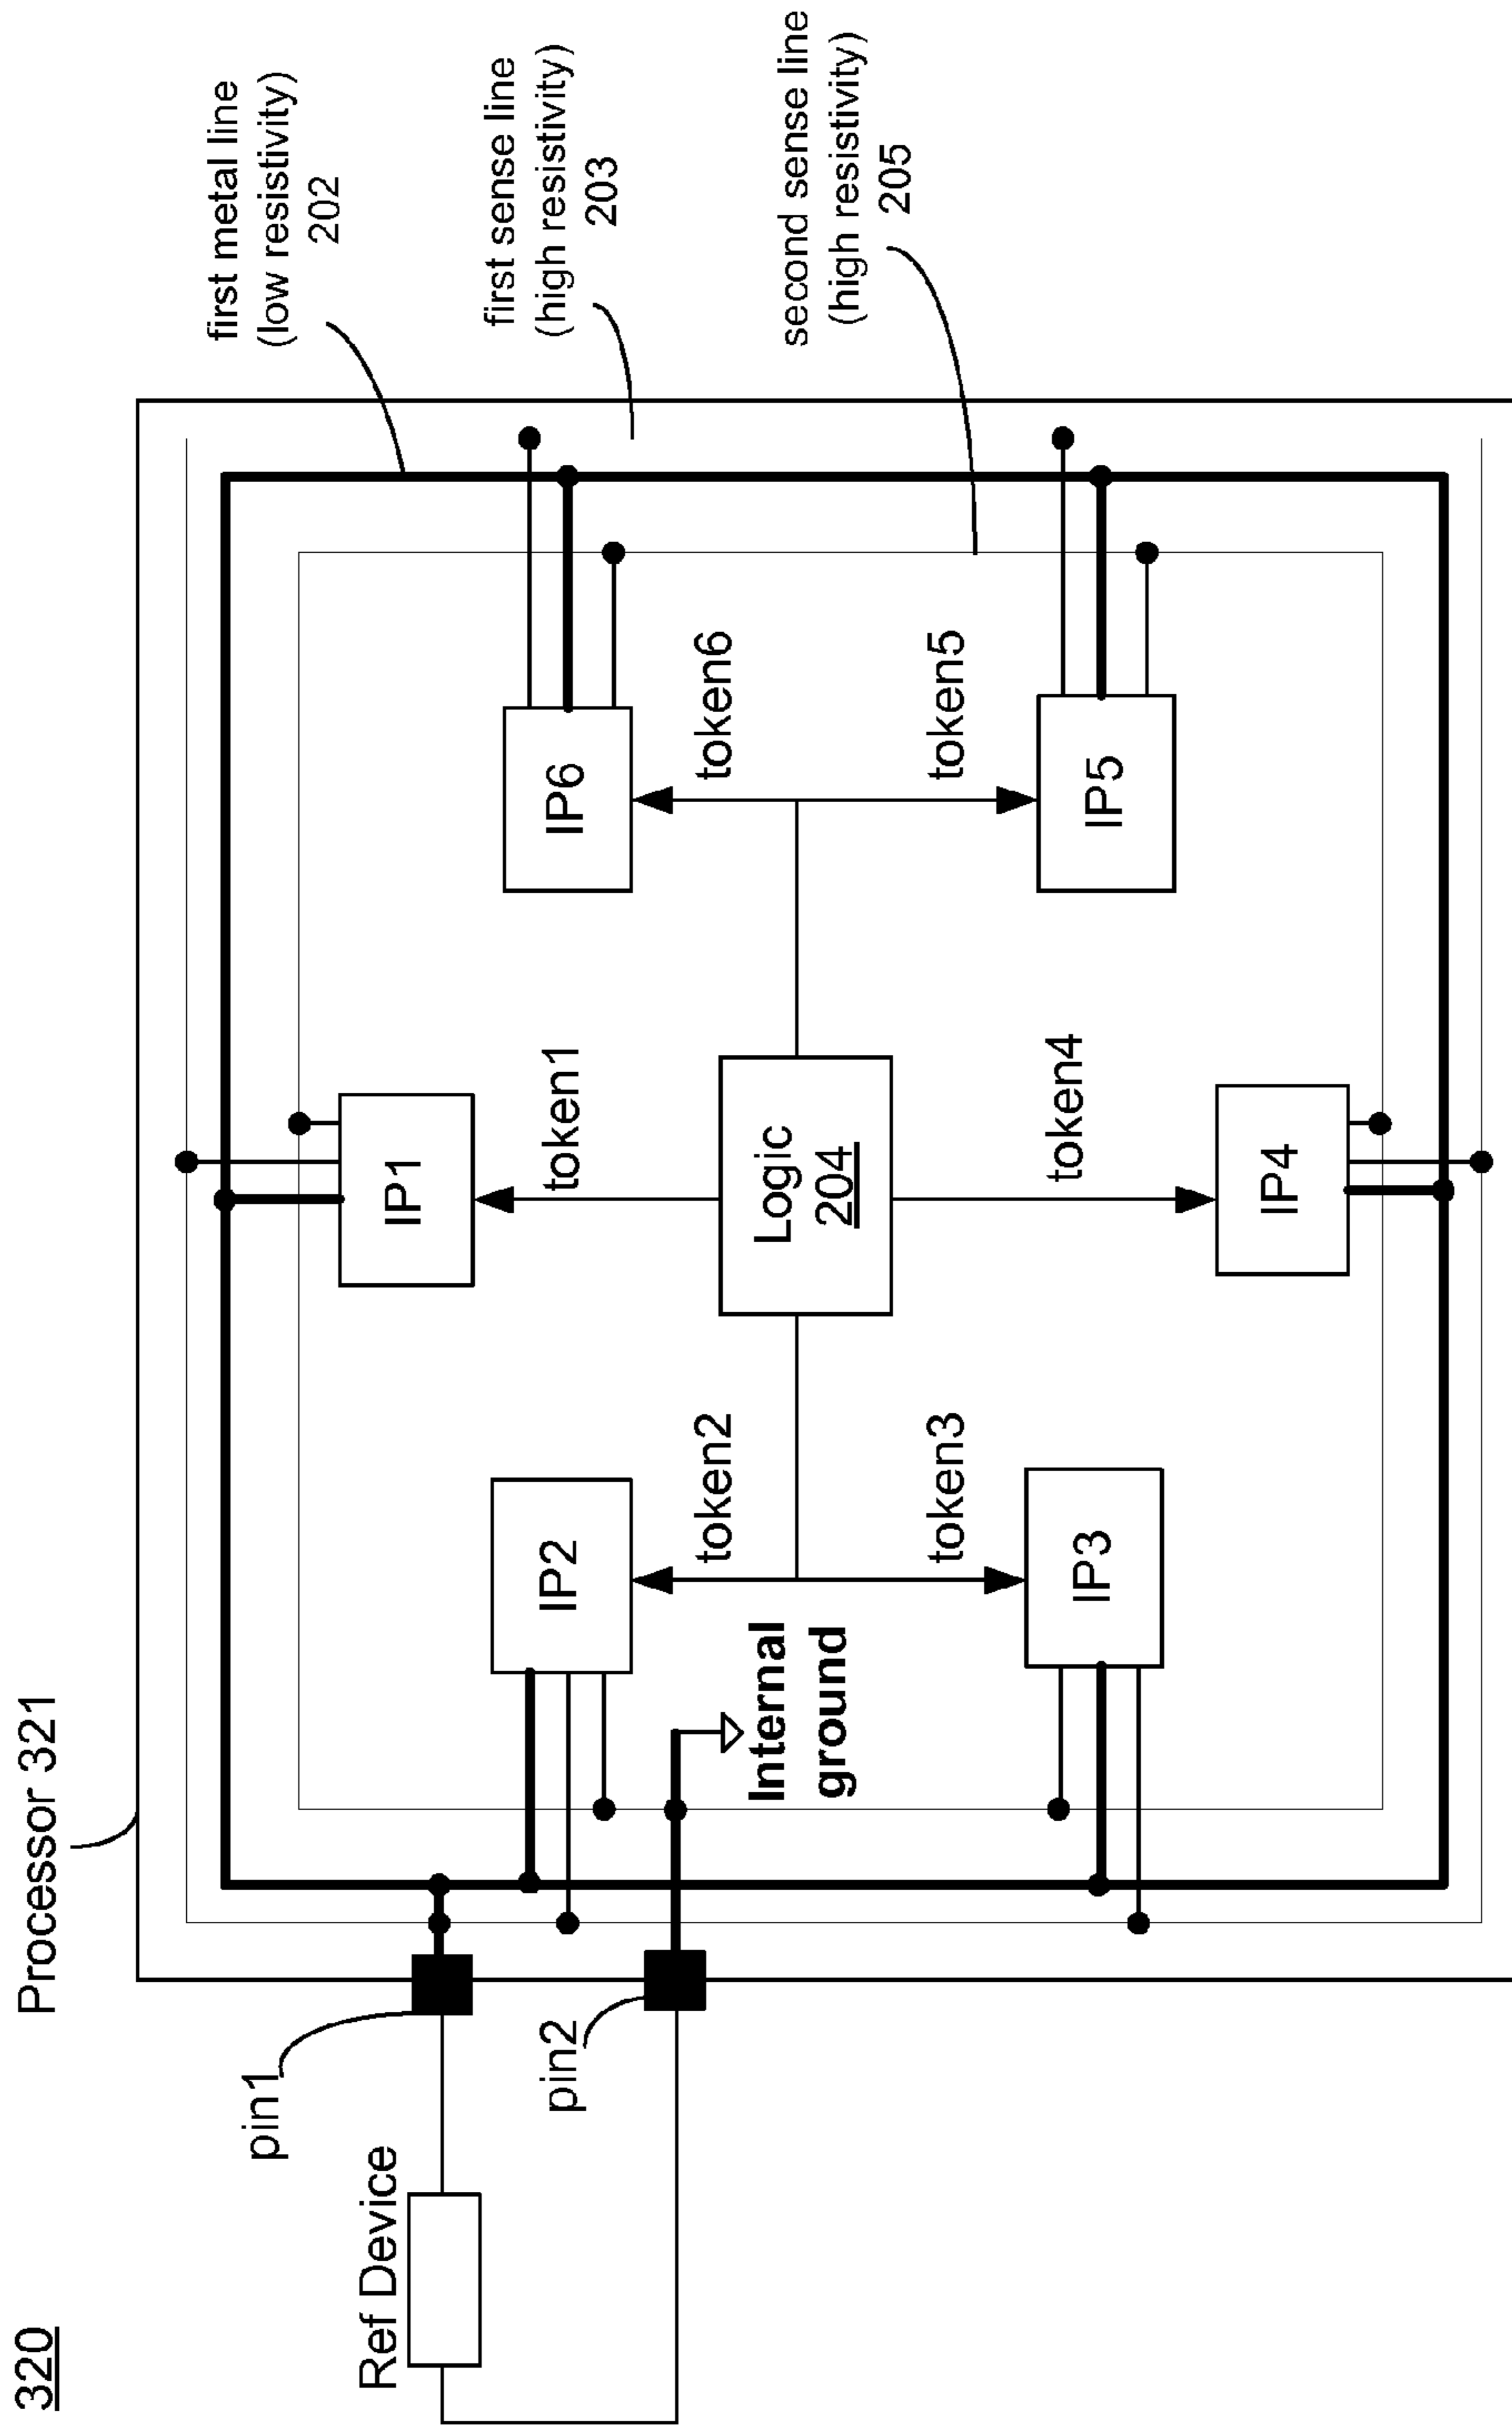 320
Processor 321
Ref Device
pin1
pin2
first metal line
(low resistivity)
202
first sense line
(high resistivity)
203
second sense line
(high resistivity)
205
IP1
token1
IP2
token2
IP6
token6
Internal
ground
Logic
204
token3
IP3
token4
IP4
token5
IP5